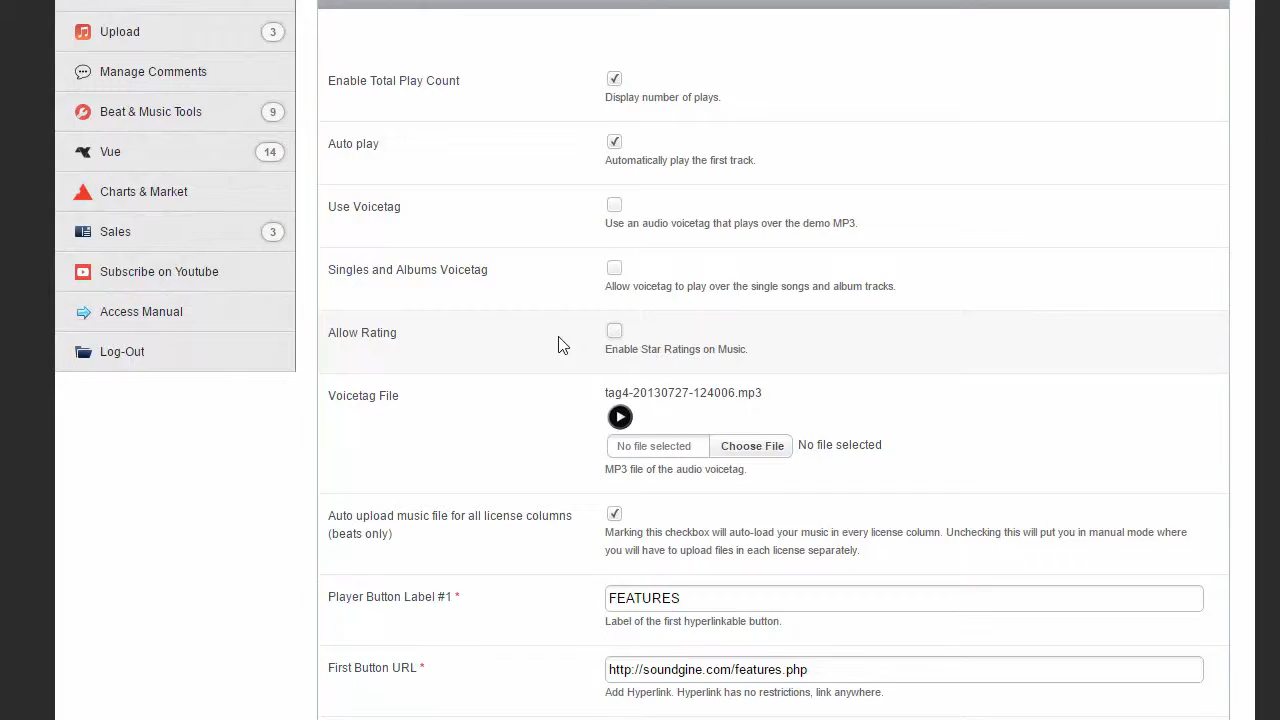 Upload 3
Manage Comments
Beat & Music Tools 9
Vue 14
Charts & Market
Sales 3
Subscribe on Youtube
Access Manual
Log-Out
Enable Total Play Count
Display number of plays.
Auto play
Automatically play the first track.
Use Voicetag
Use an audio voicetag that plays over the demo MP3.
Singles and Albums Voicetag
Allow voicetag to play over the single songs and album tracks.
Allow Rating
Enable Star Ratings on Music.
Voicetag File
tag4-20130727-124006.mp3
No file selected Choose File No file selected
MP3 file of the audio voicetag.
Auto upload music file for all license columns
(beats only)
Marking this checkbox will auto-load your music in every license column. Unchecking this will put you in manual mode where
you will have to upload files in each license separately.
Player Button Label #1 *
FEATURES
Label of the first hyperlinkable button.
First Button URL *
http://soundgine.com/features.php
Add Hyperlink. Hyperlink has no restrictions, link anywhere.